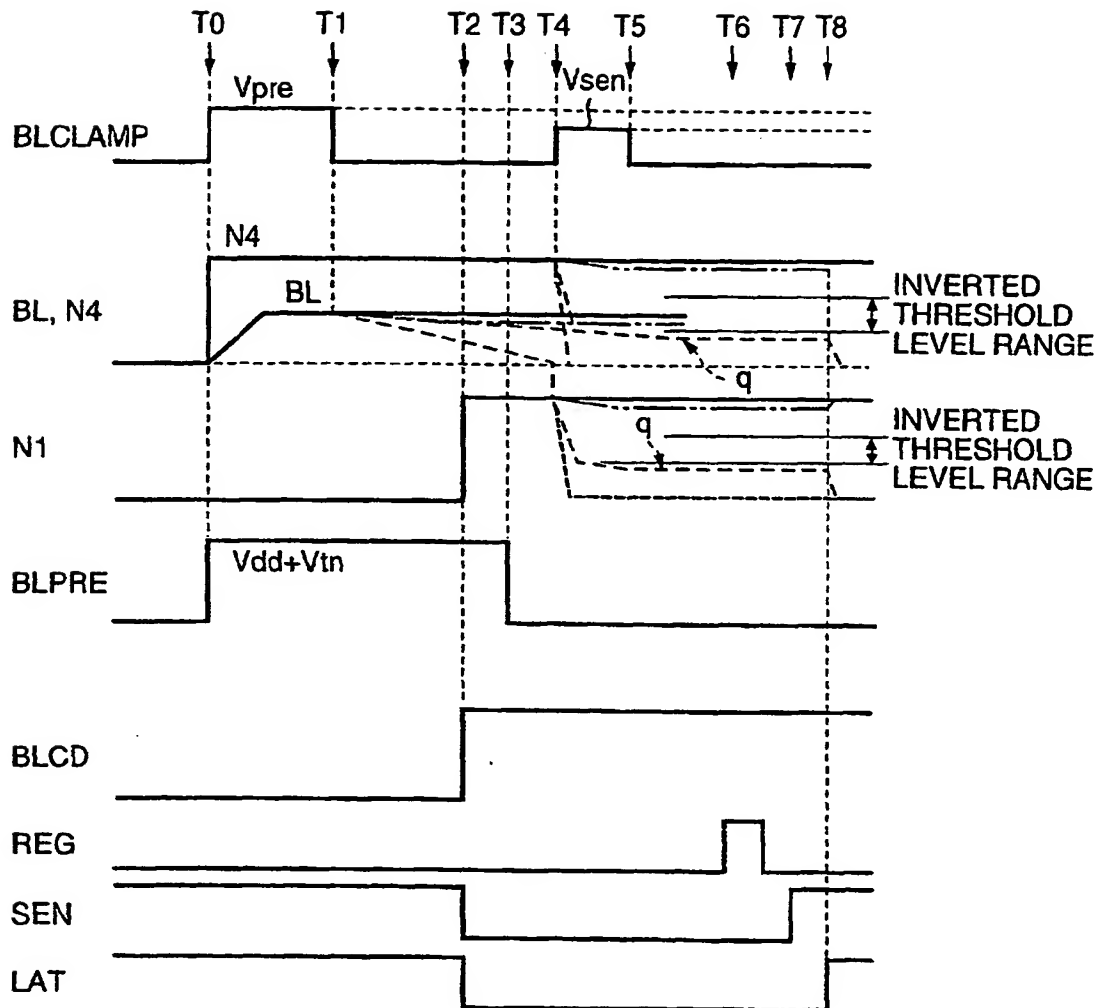 T0 T1 T2 T3 T4 T5 T6 T7 T8
Vpre
Vsen
BLCLAMP
N4
BL
BL, N4
INVERTED
THRESHOLD
LEVEL RANGE
q
N1
q
INVERTED
THRESHOLD
LEVEL RANGE
Vdd+Vtn
BLPRE
BLCD
REG
SEN
LAT